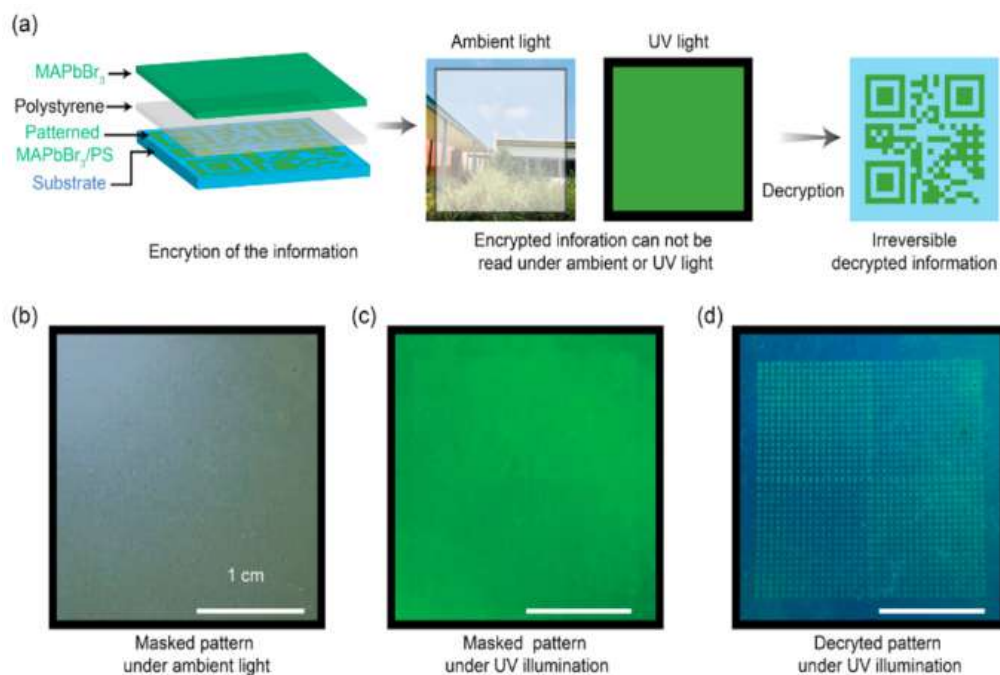 (a)
Ambient light
UV light
MAPbBr₃
Polystyrene
Patterned
MAPbBr₃/PS
Substrate
Decryption
Encrytion of the information
Encrypted inforation can not be
read under ambient or UV light
Irreversible
decrypted information
(b)
(c)
(d)
1 cm
Masked pattern
under ambient light
Masked pattern
under UV illumination
Decryted pattern
under UV illumination